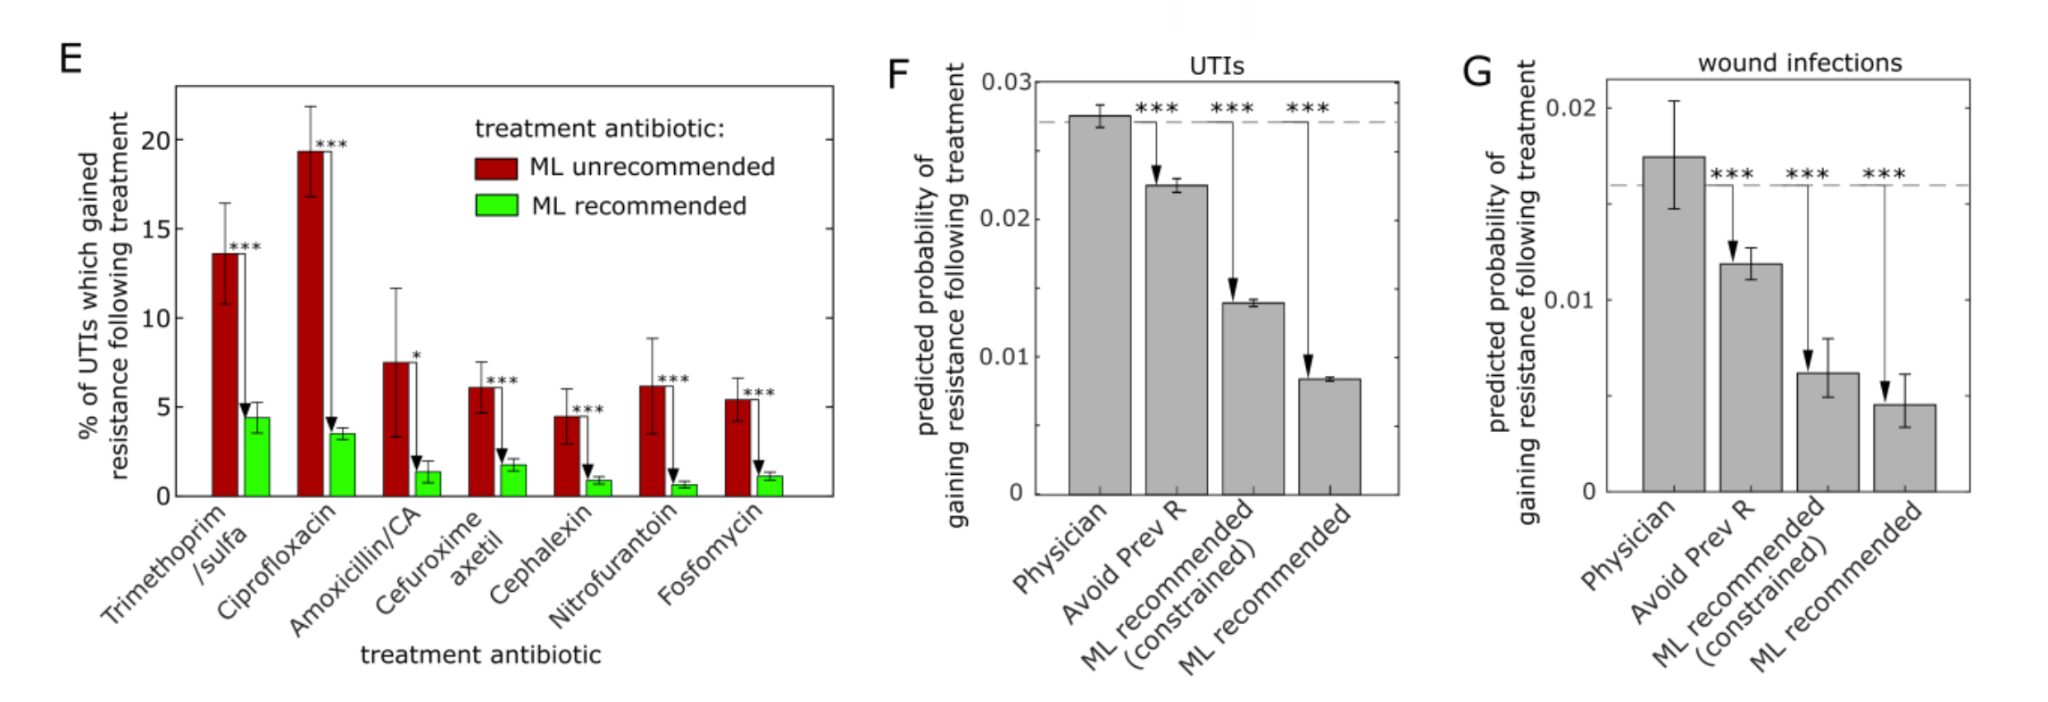 E
% of UTIs which gained
resistance following treatment
20
15
10
5
0
treatment antibiotic:
ML unrecommended
ML recommended
***
***
*
***
***
***
***
Trimethoprim
/sulfa
Ciprofloxacin
Amoxicillin/CA
Cefuroxime
axetil
Cephalexin
Nitrofurantoin
Fosfomycin
treatment antibiotic
F
UTIs
predicted probability of
gaining resistance following treatment
0.03
0.02
0.01
0
***
***
***
Physician
Avoid Prev R
ML recommended
(constrained)
ML recommended
G
wound infections
predicted probability of
gaining resistance following treatment
0.02
0.01
0
***
***
***
Physician
Avoid Prev R
ML recommended
(constrained)
ML recommended